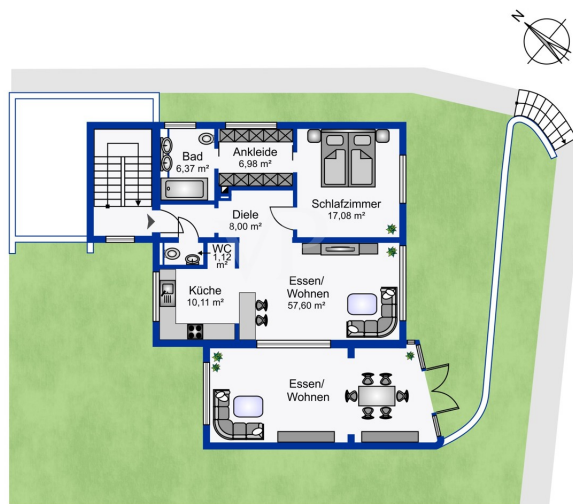 N
Bad
6,37 m²
Ankleide
6,98 m²
Schlafzimmer
17,08 m²
Diele
8,00 m²
WC
1,12
m²
Küche
10,11 m²
Essen/
Wohnen
57,60 m²
Essen/
Wohnen